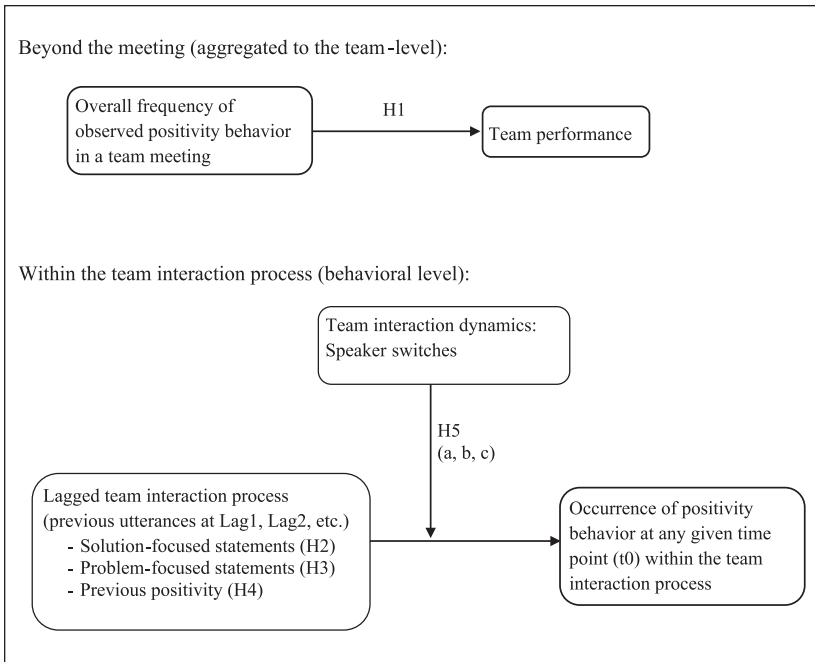 Beyond the meeting (aggregated to the team-level):
Overall frequency of
observed positivity behavior
in a team meeting
H1
Team performance
Within the team interaction process (behavioral level):
Team interaction dynamics:
Speaker switches
H5
(a, b, c)
Lagged team interaction process
(previous utterances at Lag1, Lag2, etc.)
- Solution-focused statements (H2)
- Problem-focused statements (H3)
- Previous positivity (H4)
Occurrence of positivity
behavior at any given time
point (t0) within the team
interaction process